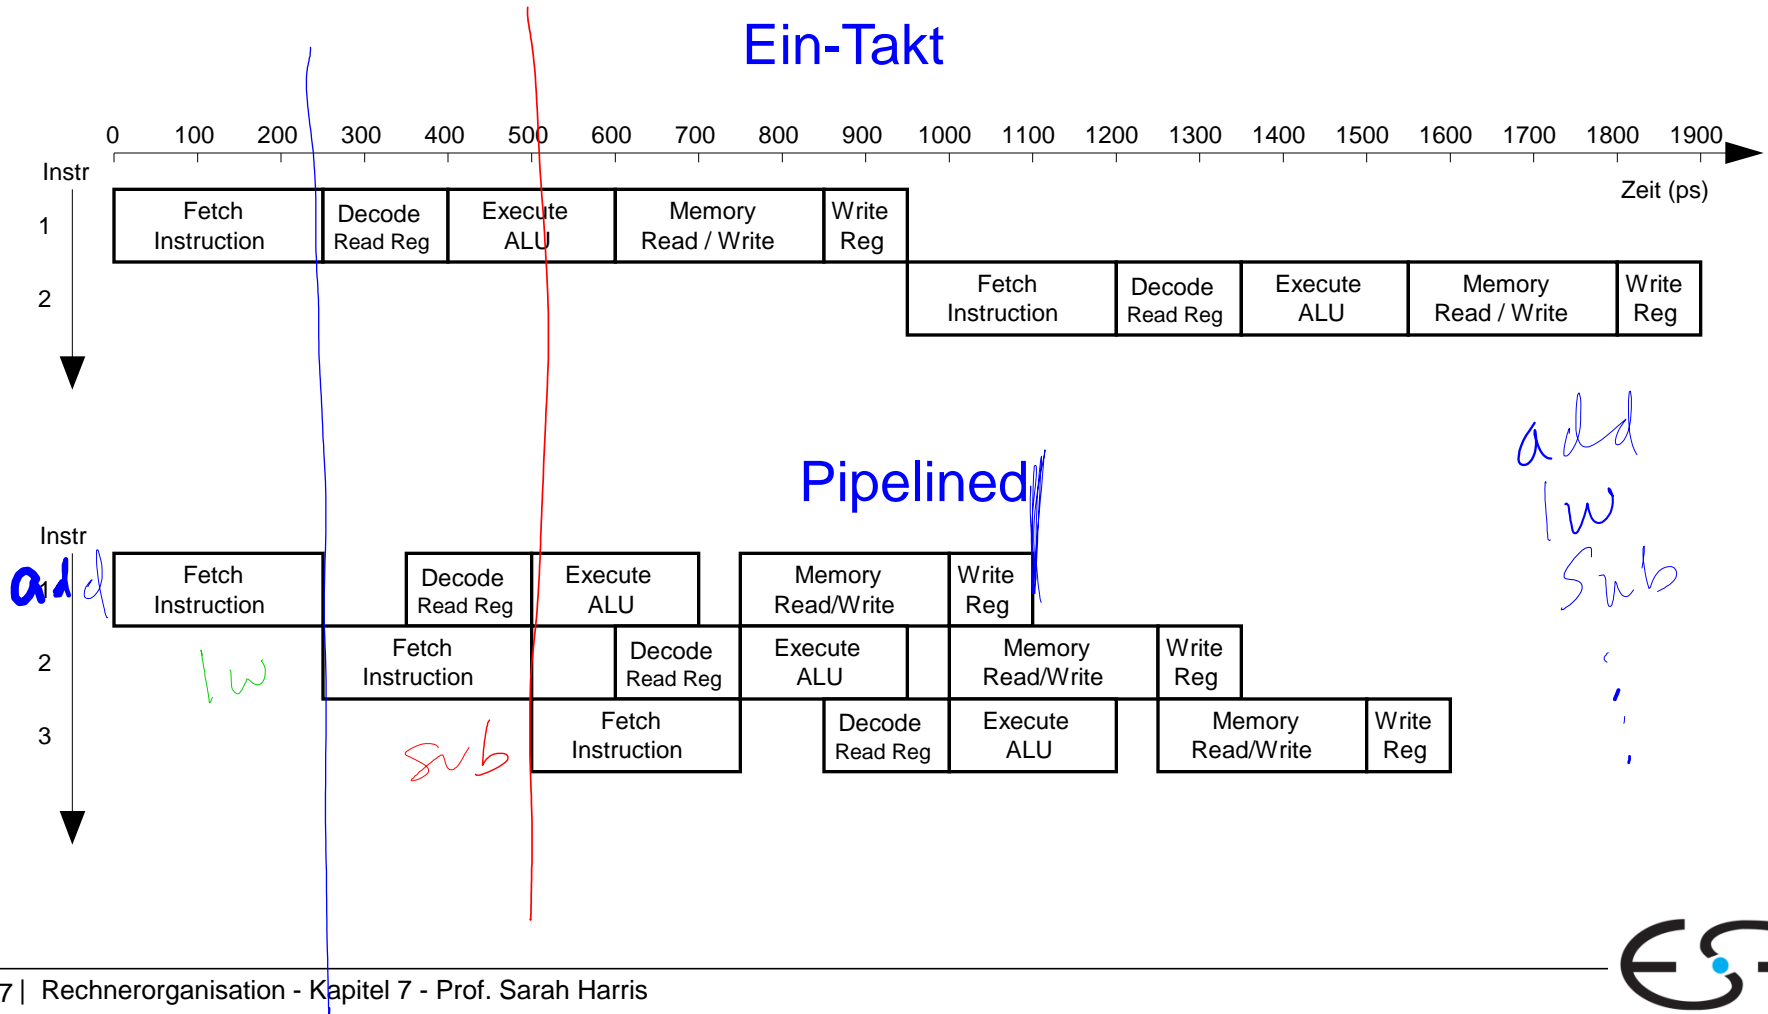 Ein-Takt
0 100 200 300 400 500 600 700 800 900 1000 1100 1200 1300 1400 1500 1600 1700 1800 1900
Instr
Zeit (ps)
1 Fetch Instruction Decode Read Reg Execute ALU Memory Read / Write Write Reg
2 Fetch Instruction Decode Read Reg Execute ALU Memory Read / Write Write Reg
add
lw
sub
Pipelined
Instr
add 1 Fetch Instruction Decode Read Reg Execute ALU Memory Read/Write Write Reg
2 lw Fetch Instruction Decode Read Reg Execute ALU Memory Read/Write Write Reg
3 sub Fetch Instruction Decode Read Reg Execute ALU Memory Read/Write Write Reg
7 | Rechnerorganisation - Kapitel 7 - Prof. Sarah Harris